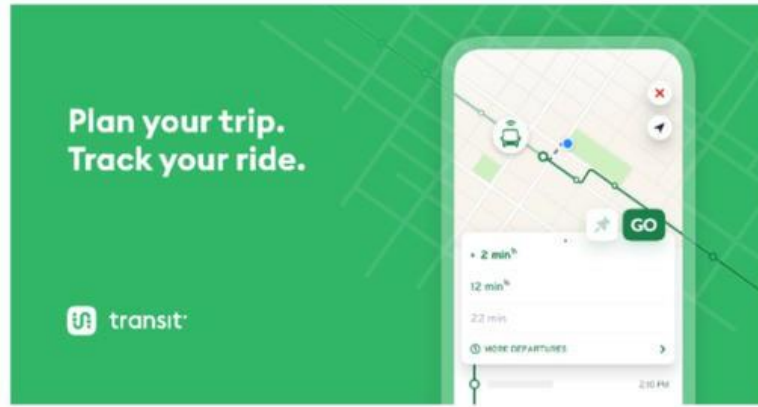 Plan your trip.
Track your ride.
transit
GO
2 min
12 min
22 min
MORE DEPARTURES
2:10 PM